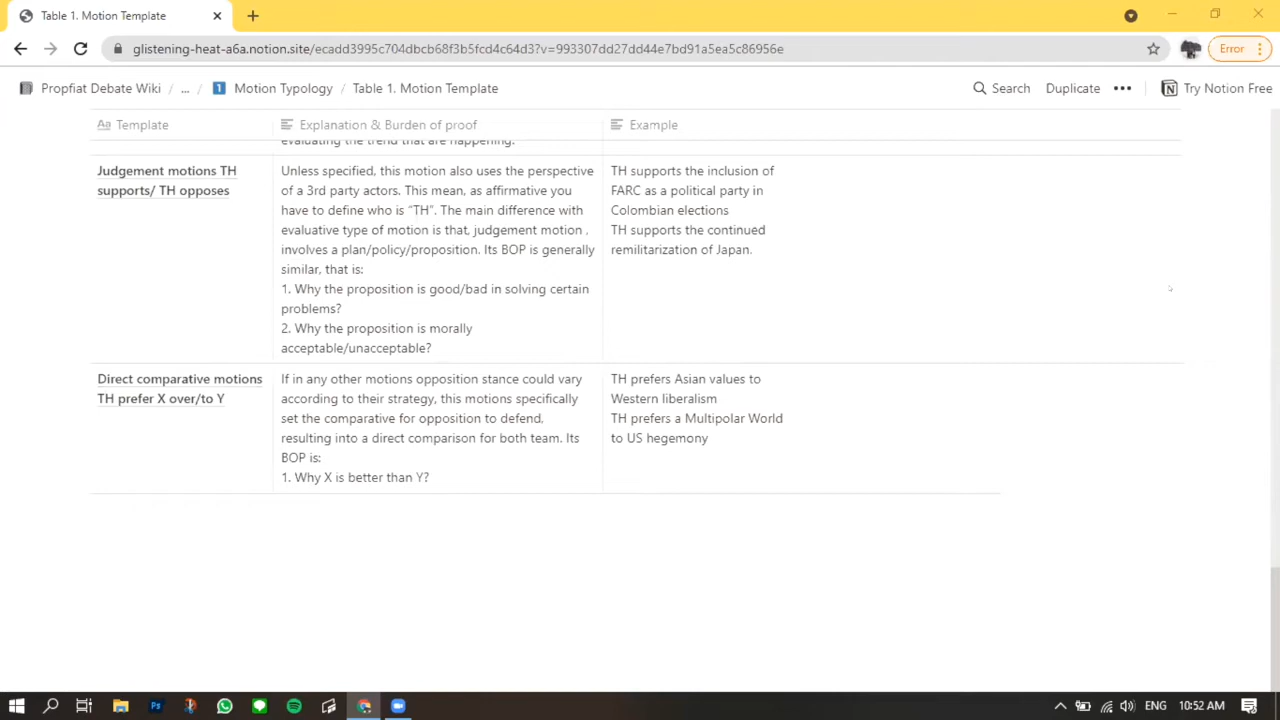 Table 1. Motion Template
glistening-heat-a6a.notion.site/ecadd3995c704dbcb68f3b5fcd4c64d3?v=993307dd27dd44e7bd91a5ea5c86956e
Error
Propfiat Debate Wiki / ... / 1 Motion Typology / Table 1. Motion Template
Search Duplicate ••• Try Notion Free
Aa Template
Explanation & Burden of proof
Example
evaluating the trend that are happening.
Judgement motions TH
supports/ TH opposes
Unless specified, this motion also uses the perspective
of a 3rd party actors. This mean, as affirmative you
have to define who is “TH”. The main difference with
evaluative type of motion is that, judgement motion .
involves a plan/policy/proposition. Its BOP is generally
similar, that is:
1. Why the proposition is good/bad in solving certain
problems?
2. Why the proposition is morally
acceptable/unacceptable?
TH supports the inclusion of
FARC as a political party in
Colombian elections
TH supports the continued
remilitarization of Japan.
Direct comparative motions
TH prefer X over/to Y
If in any other motions opposition stance could vary
according to their strategy, this motions specifically
set the comparative for opposition to defend,
resulting into a direct comparison for both team. Its
BOP is:
1. Why X is better than Y?
TH prefers Asian values to
Western liberalism
TH prefers a Multipolar World
to US hegemony
ENG
10:52 AM